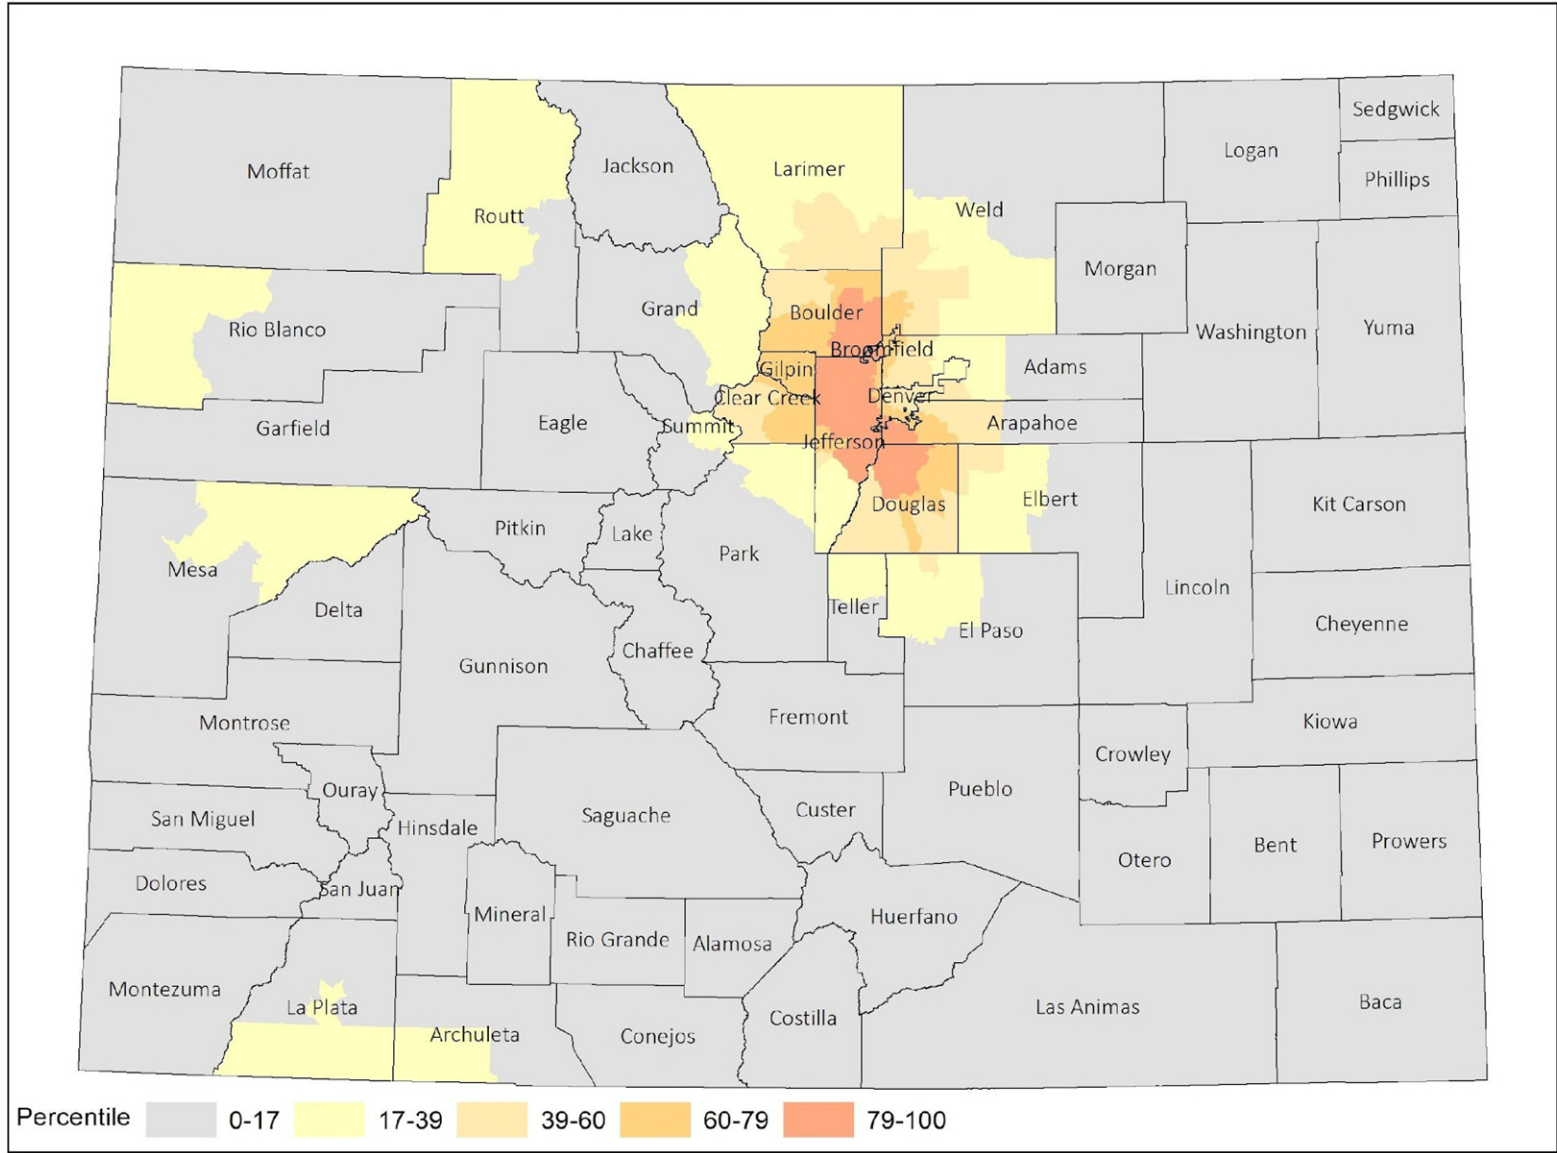 Sedgwick
Logan
Jackson
Larimer
Moffat
Phillips
Routt
Weld
Morgan
Grand
Boulder
Rio Blanco
Washington
Yuma
Broomfield
Gilpin
Adams
Clear Creek
Denver
Garfield
Eagle
Summit
Arapahoe
Jefferson
Elbert
Kit Carson
Douglas
Pitkin
Lake
Park
Mesa
Lincoln
Delta
Teller
El Paso
Cheyenne
Chaffee
Gunnison
Fremont
Kiowa
Montrose
Crowley
Ouray
Pueblo
San Miguel
Saguache
Custer
Hinsdale
Prowers
Bent
Otero
Dolores
San Juan
Mineral
Huerfano
Rio Grande
Alamosa
Montezuma
La Plata
Las Animas
Baca
Costilla
Archuleta
Conejos
Percentile 0-17 17-39 39-60 60-79 79-100